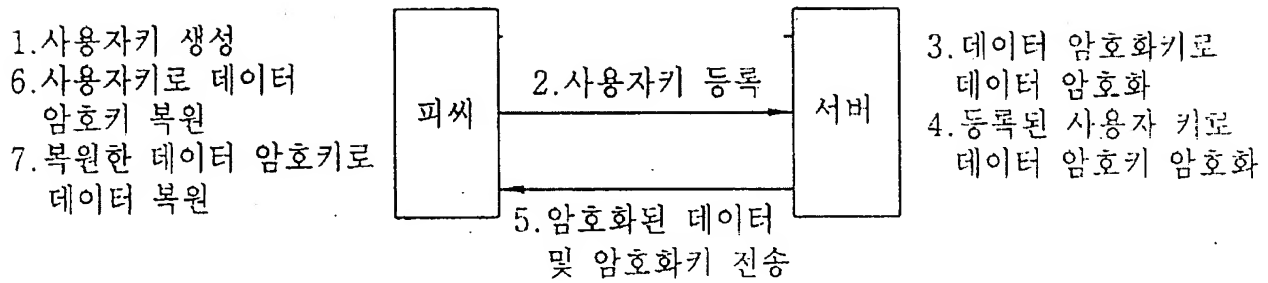 1.사용자키 생성
6.사용자키로 데이터
암호키 복원
7.복원한 데이터 암호키로
데이터 복원
피씨
2.사용자키 등록
5.암호화된 데이터
및 암호화키 전송
서버
3.데이터 암호화키로
데이터 암호화
4.등록된 사용자 키로
데이터 암호키 암호화